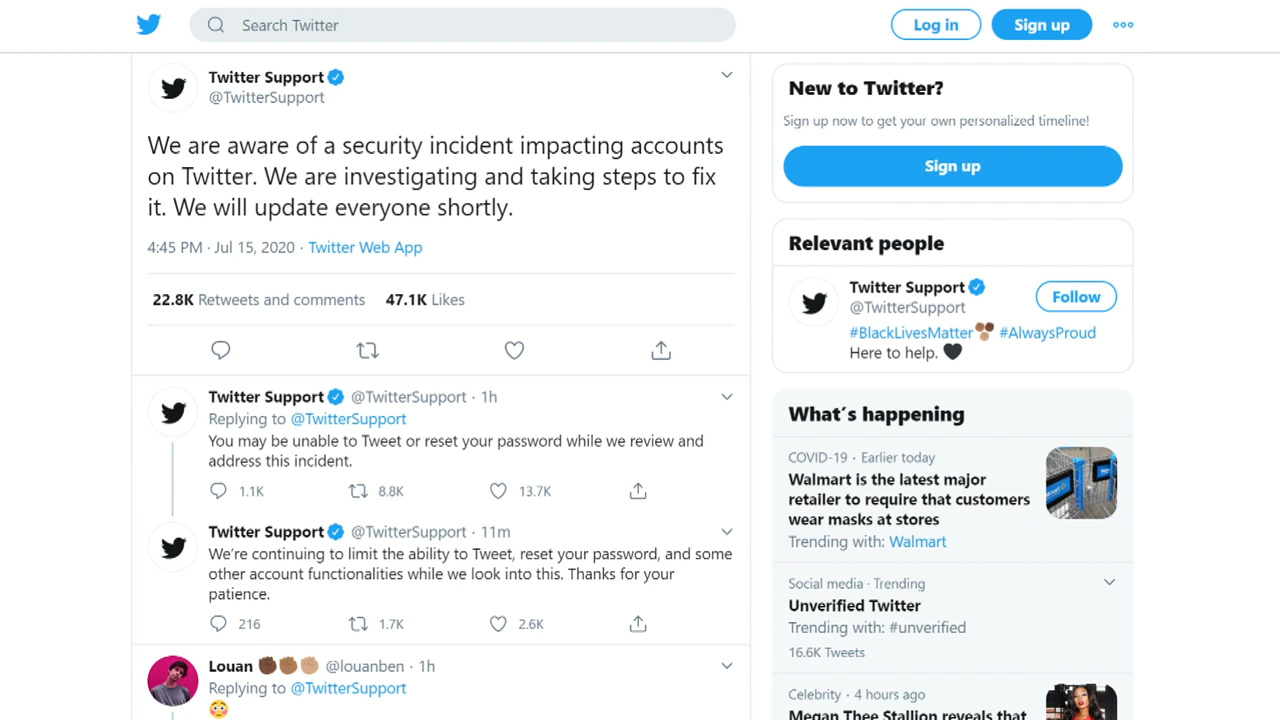 Search Twitter
Log in
Sign up
Twitter Support
@TwitterSupport
We are aware of a security incident impacting accounts
on Twitter. We are investigating and taking steps to fix
it. We will update everyone shortly.
4:45 PM · Jul 15, 2020 · Twitter Web App
22.8K Retweets and comments 47.1K Likes
Twitter Support @TwitterSupport · 1h
Replying to @TwitterSupport
You may be unable to Tweet or reset your password while we review and
address this incident.
1.1K 8.8K 13.7K
Twitter Support @TwitterSupport · 11m
We're continuing to limit the ability to Tweet, reset your password, and some
other account functionalities while we look into this. Thanks for your
patience.
216 1.7K 2.6K
Louan ✊🏾✊🏽✊🏼 @louanben · 1h
Replying to @TwitterSupport
😳
New to Twitter?
Sign up now to get your own personalized timeline!
Sign up
Relevant people
Twitter Support
@TwitterSupport
Follow
#BlackLivesMatter #AlwaysProud
Here to help. 🖤
What's happening
COVID-19 · Earlier today
Walmart is the latest major
retailer to require that customers
wear masks at stores
Trending with: Walmart
Social media · Trending
Unverified Twitter
Trending with: #unverified
16.6K Tweets
Celebrity · 4 hours ago
Megan Thee Stallion reveals that